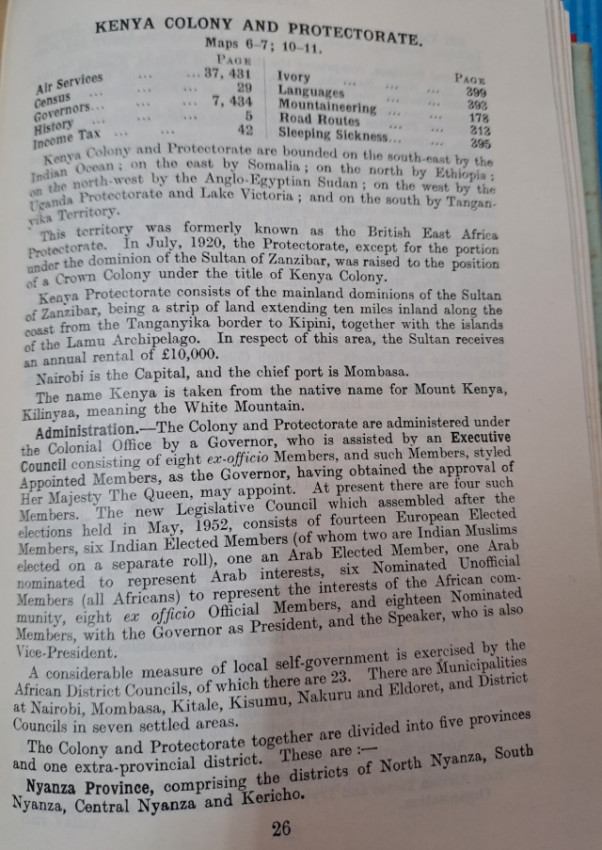 KENYA COLONY AND PROTECTORATE.
Maps 6-7; 10-11.
PAGE
Air Services ... ... 37, 431
Census ... ... ... 29
Governors... ... ... 7, 434
History ... ... ... 5
Income Tax ... ... 42
PAGE
Ivory ... ... ... 399
Languages ... ... 393
Mountaineering ... ... 178
Road Routes ... ... 313
Sleeping Sickness... ... 395
Kenya Colony and Protectorate are bounded on the south-east by the
Indian Ocean; on the east by Somalia; on the north by Ethiopia;
on the north-west by the Anglo-Egyptian Sudan; on the west by the
Uganda Protectorate and Lake Victoria; and on the south by Tangan-
yika Territory.
This territory was formerly known as the British East Africa
Protectorate. In July, 1920, the Protectorate, except for the portion
under the dominion of the Sultan of Zanzibar, was raised to the position
of a Crown Colony under the title of Kenya Colony.
Kenya Protectorate consists of the mainland dominions of the Sultan
of Zanzibar, being a strip of land extending ten miles inland along the
coast from the Tanganyika border to Kipini, together with the islands
of the Lamu Archipelago. In respect of this area, the Sultan receives
an annual rental of £10,000.
Nairobi is the Capital, and the chief port is Mombasa.
The name Kenya is taken from the native name for Mount Kenya,
Kilinyaa, meaning the White Mountain.
Administration.—The Colony and Protectorate are administered under
the Colonial Office by a Governor, who is assisted by an Executive
Council consisting of eight ex-officio Members, and such Members, styled
Appointed Members, as the Governor, having obtained the approval of
Her Majesty The Queen, may appoint. At present there are four such
Members. The new Legislative Council which assembled after the
elections held in May, 1952, consists of fourteen European Elected
Members, six Indian Elected Members (of whom two are Indian Muslims
elected on a separate roll), one an Arab Elected Member, one Arab
nominated to represent Arab interests, six Nominated Unofficial
Members (all Africans) to represent the interests of the African com-
munity, eight ex officio Official Members, and eighteen Nominated
Members, with the Governor as President, and the Speaker, who is also
Vice-President.
A considerable measure of local self-government is exercised by the
African District Councils, of which there are 23. There are Municipalities
at Nairobi, Mombasa, Kitale, Kisumu, Nakuru and Eldoret, and District
Councils in seven settled areas.
The Colony and Protectorate together are divided into five provinces
and one extra-provincial district. These are :—
Nyanza Province, comprising the districts of North Nyanza, South
Nyanza, Central Nyanza and Kericho.
26